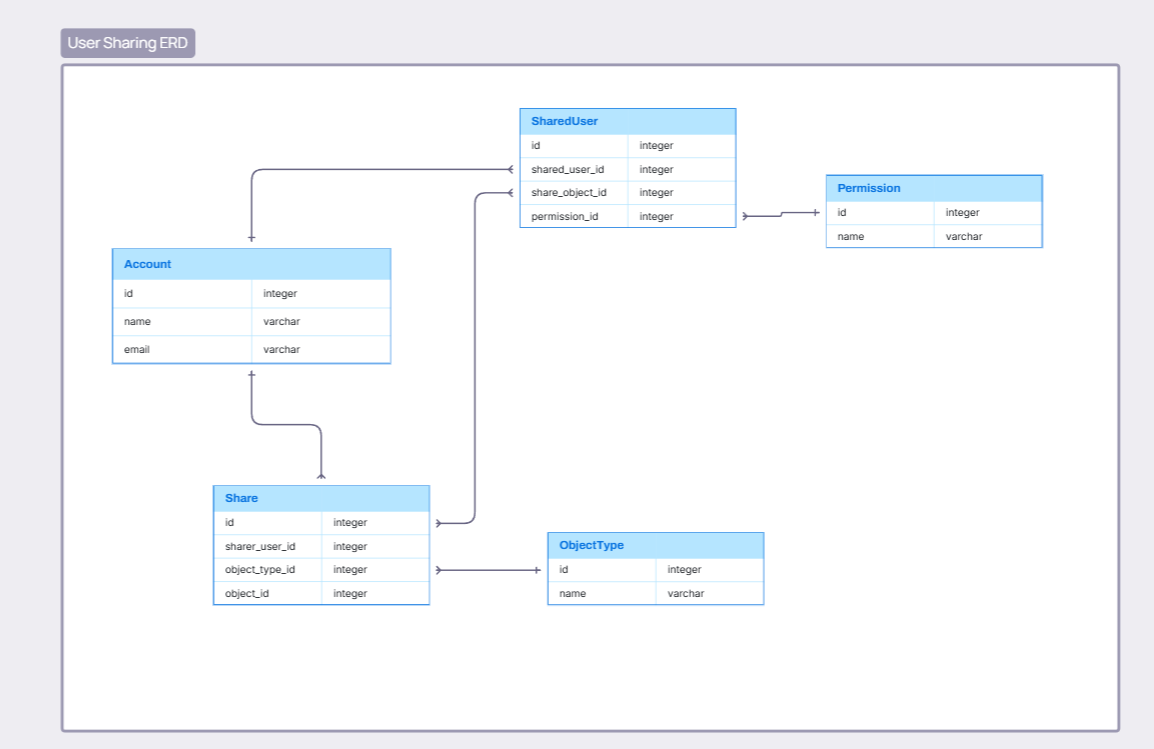 User Sharing ERD
SharedUser
id integer
shared_user_id integer
share_object_id integer
permission_id integer
Permission
id integer
name varchar
Account
id integer
name varchar
email varchar
Share
id integer
sharer_user_id integer
object_type_id integer
object_id integer
ObjectType
id integer
name varchar